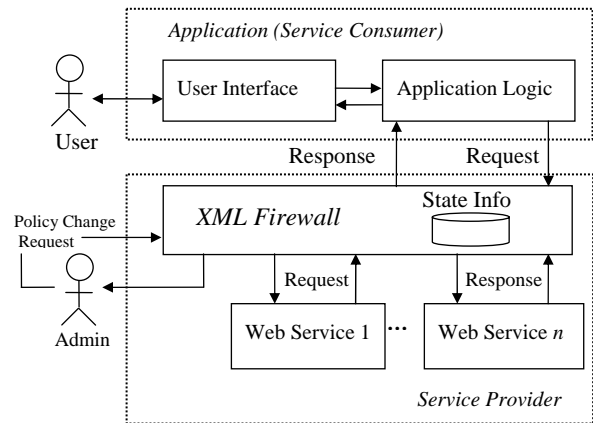 Application (Service Consumer)
User Interface
Application Logic
User
Response
Request
Policy Change
Request
XML Firewall
State Info
Admin
Request
Response
Web Service 1
...
Web Service n
Service Provider